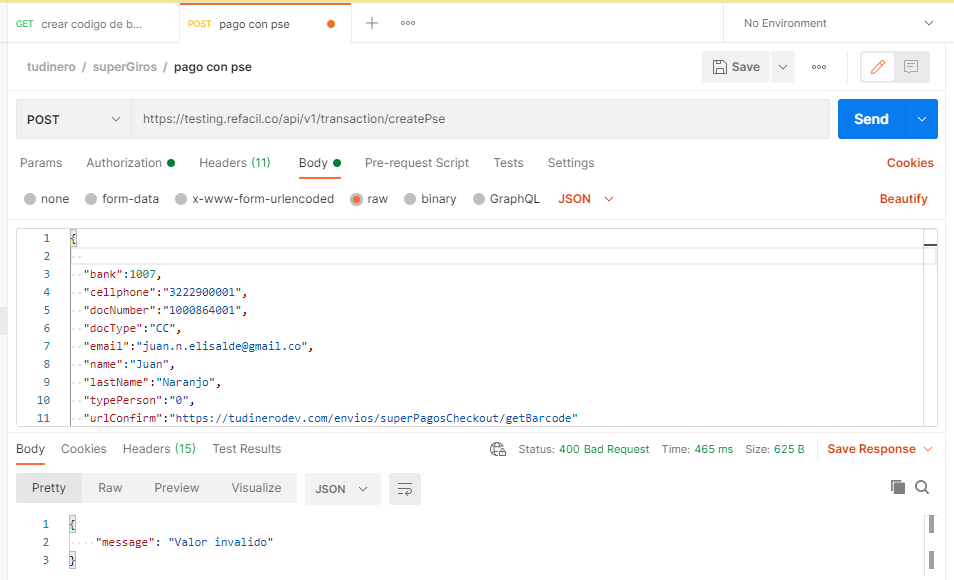 GET crear codigo de b... POST pago con pse No Environment
tudinero / superGiros / pago con pse Save
POST https://testing.refacil.co/api/v1/transaction/createPse Send
Params Authorization Headers (11) Body Pre-request Script Tests Settings Cookies
none form-data x-www-form-urlencoded raw binary GraphQL JSON Beautify
1 {
2
3 "bank":1007,
4 "cellphone":"3222900001",
5 "docNumber":"1000864001",
6 "docType":"CC",
7 "email":"juan.n.elisalde@gmail.co",
8 "name":"Juan",
9 "lastName":"Naranjo",
10 "typePerson":"0",
11 "urlConfirm":"https://tudinerodev.com/envios/superPagosCheckout/getBarcode"
Body Cookies Headers (15) Test Results Status: 400 Bad Request Time: 465 ms Size: 625 B Save Response
Pretty Raw Preview Visualize JSON
1 {
2 "message": "Valor invalido"
3 }